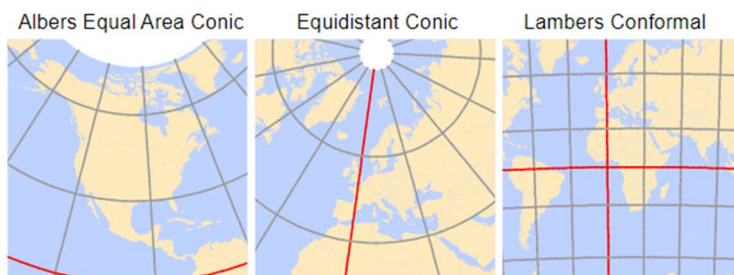 Albers Equal Area Conic
Equidistant Conic
Lambers Conformal